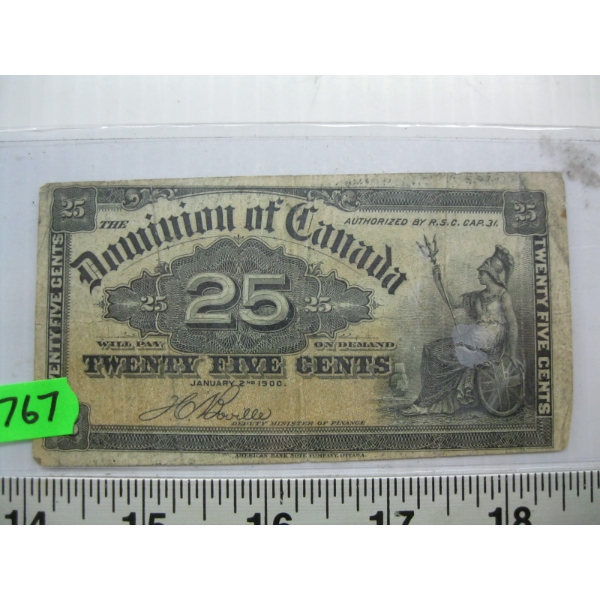 25
THE
Dominion of Canada
AUTHORIZED BY R.S.C. CAP. 31.
25
25
25
25
WILL PAY
ON DEMAND
TWENTY FIVE CENTS
JANUARY 2ND 1900.
J.C. Boville
DEPUTY MINISTER OF FINANCE
AMERICAN BANK NOTE COMPANY, OTTAWA.
ENTY FIVE CENTS
TWENTY FIVE CENTS
767
14 15 16 17 18